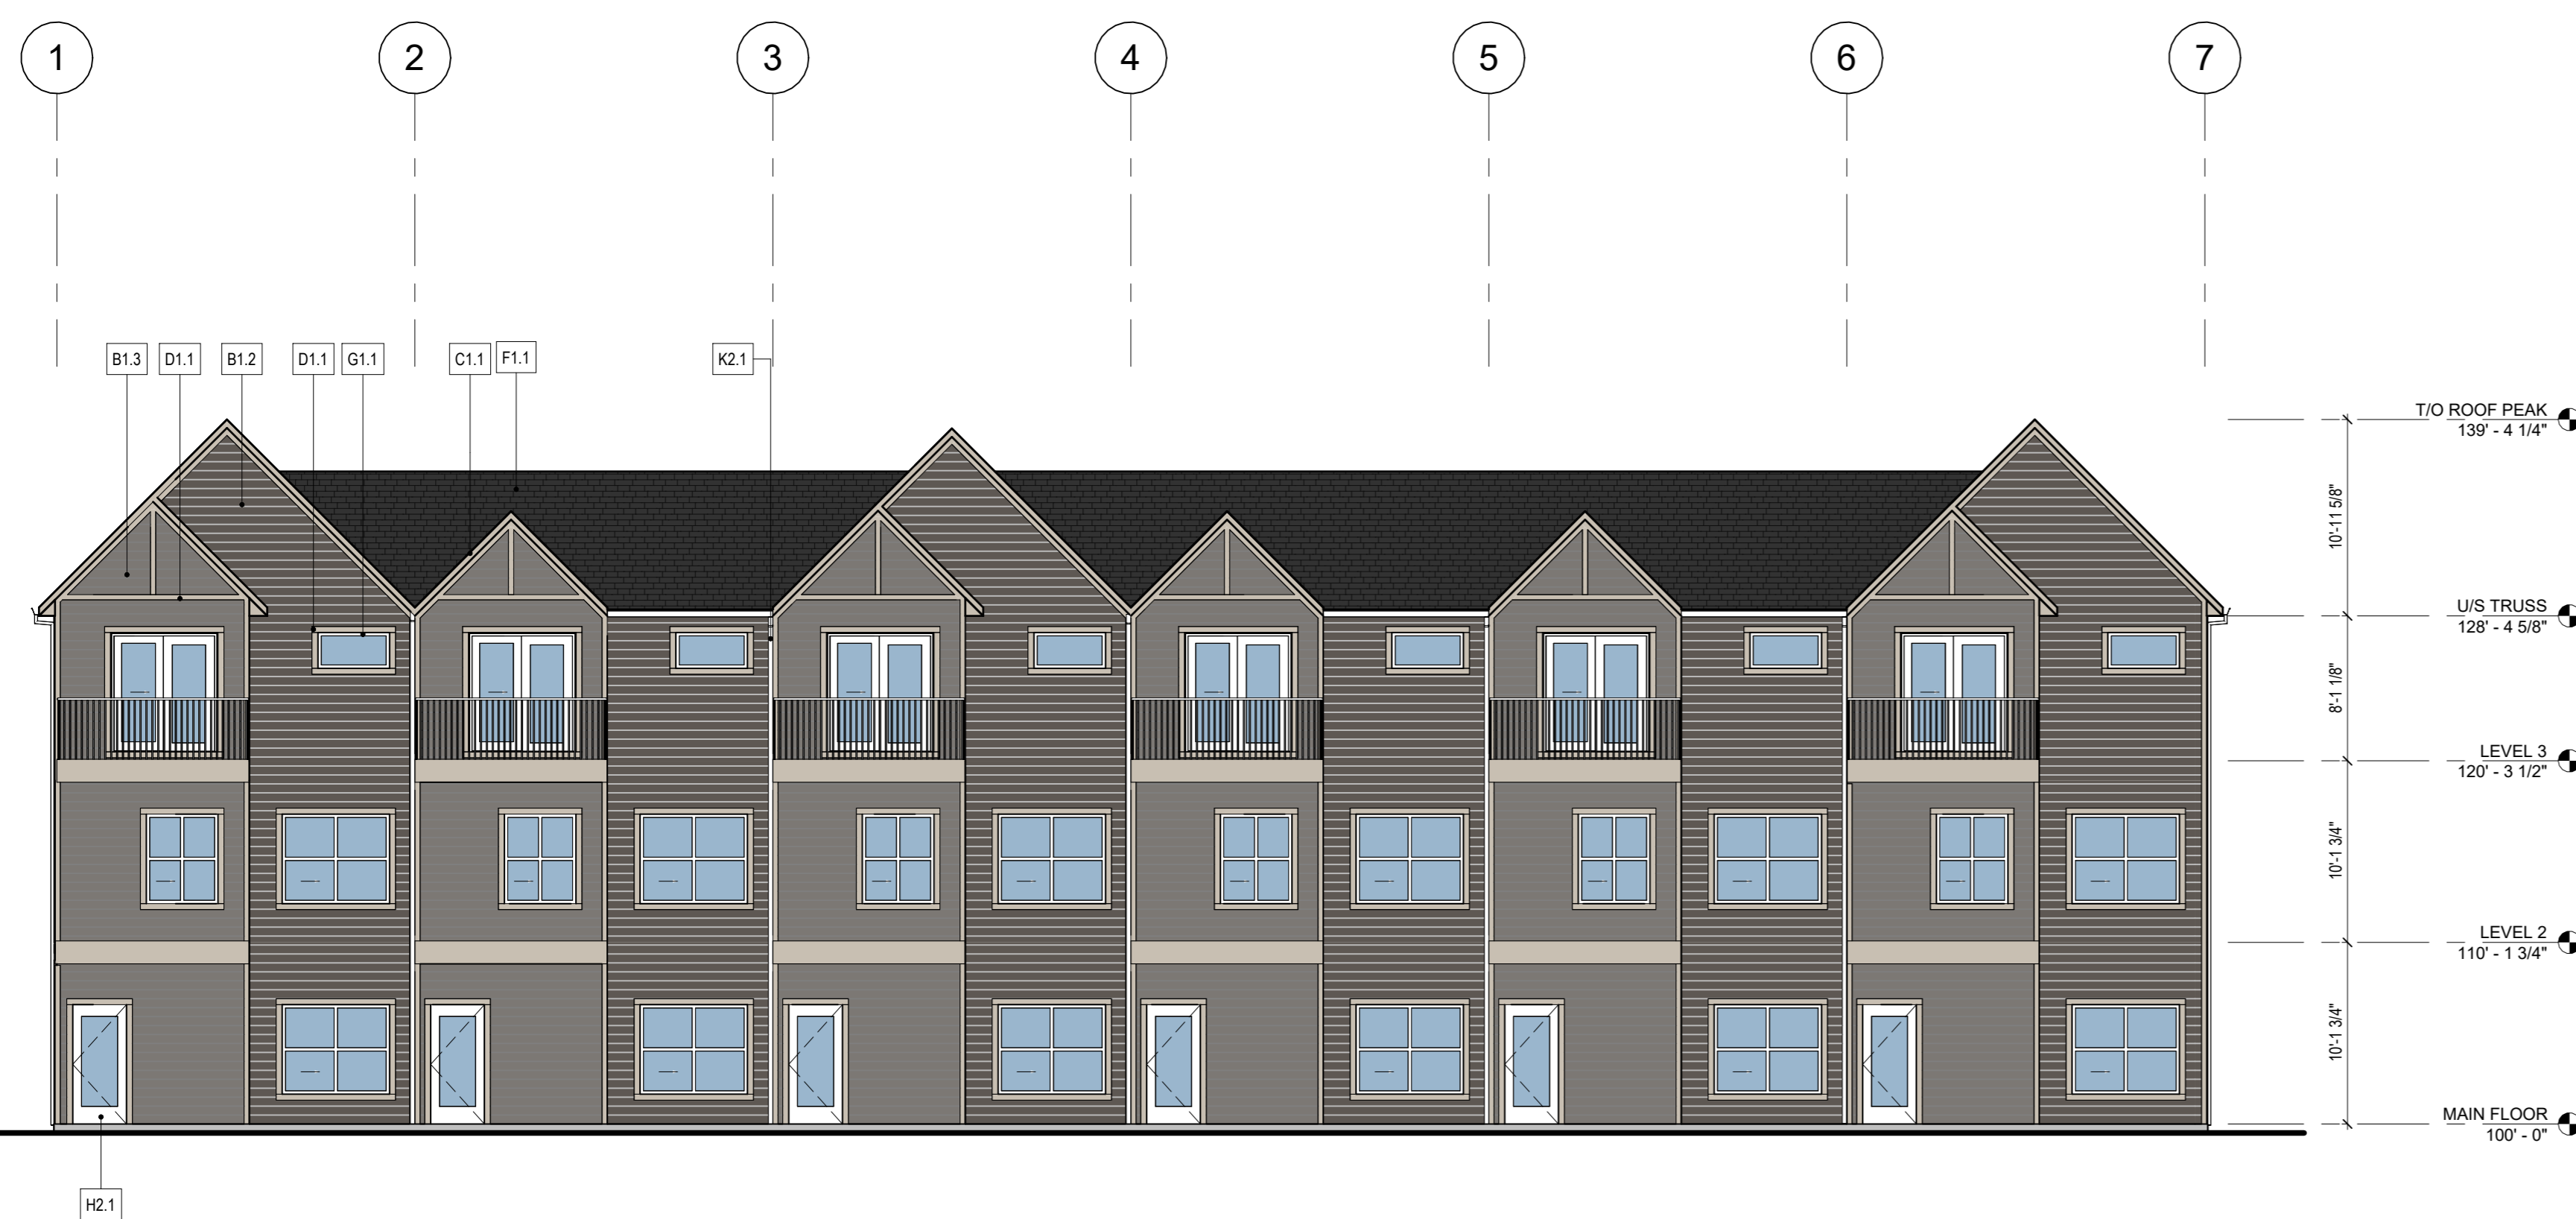 1
2
3
4
5
6
7
B1.3
D1.1
B1.2
D1.1
G1.1
C1.1
F1.1
K2.1
T/O ROOF PEAK
139' - 4 1/4"
10'-11 5/8"
U/S TRUSS
128' - 4 5/8"
8'-1 1/8"
LEVEL 3
120' - 3 1/2"
10'-1 3/4"
LEVEL 2
110' - 1 3/4"
10'-1 3/4"
MAIN FLOOR
100' - 0"
H2.1